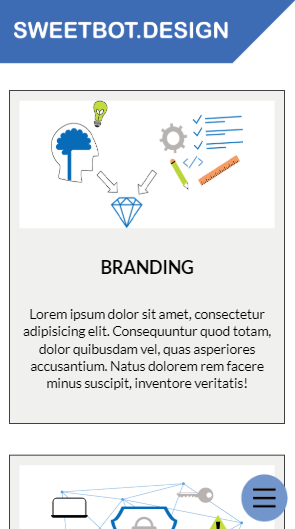 SWEETBOT.DESIGN
BRANDING
Lorem ipsum dolor sit amet, consectetur
adipisicing elit. Consequuntur quod totam,
dolor quibusdam vel, quas asperiores
accusantium. Natus dolorem rem facere
minus suscipit, inventore veritatis!